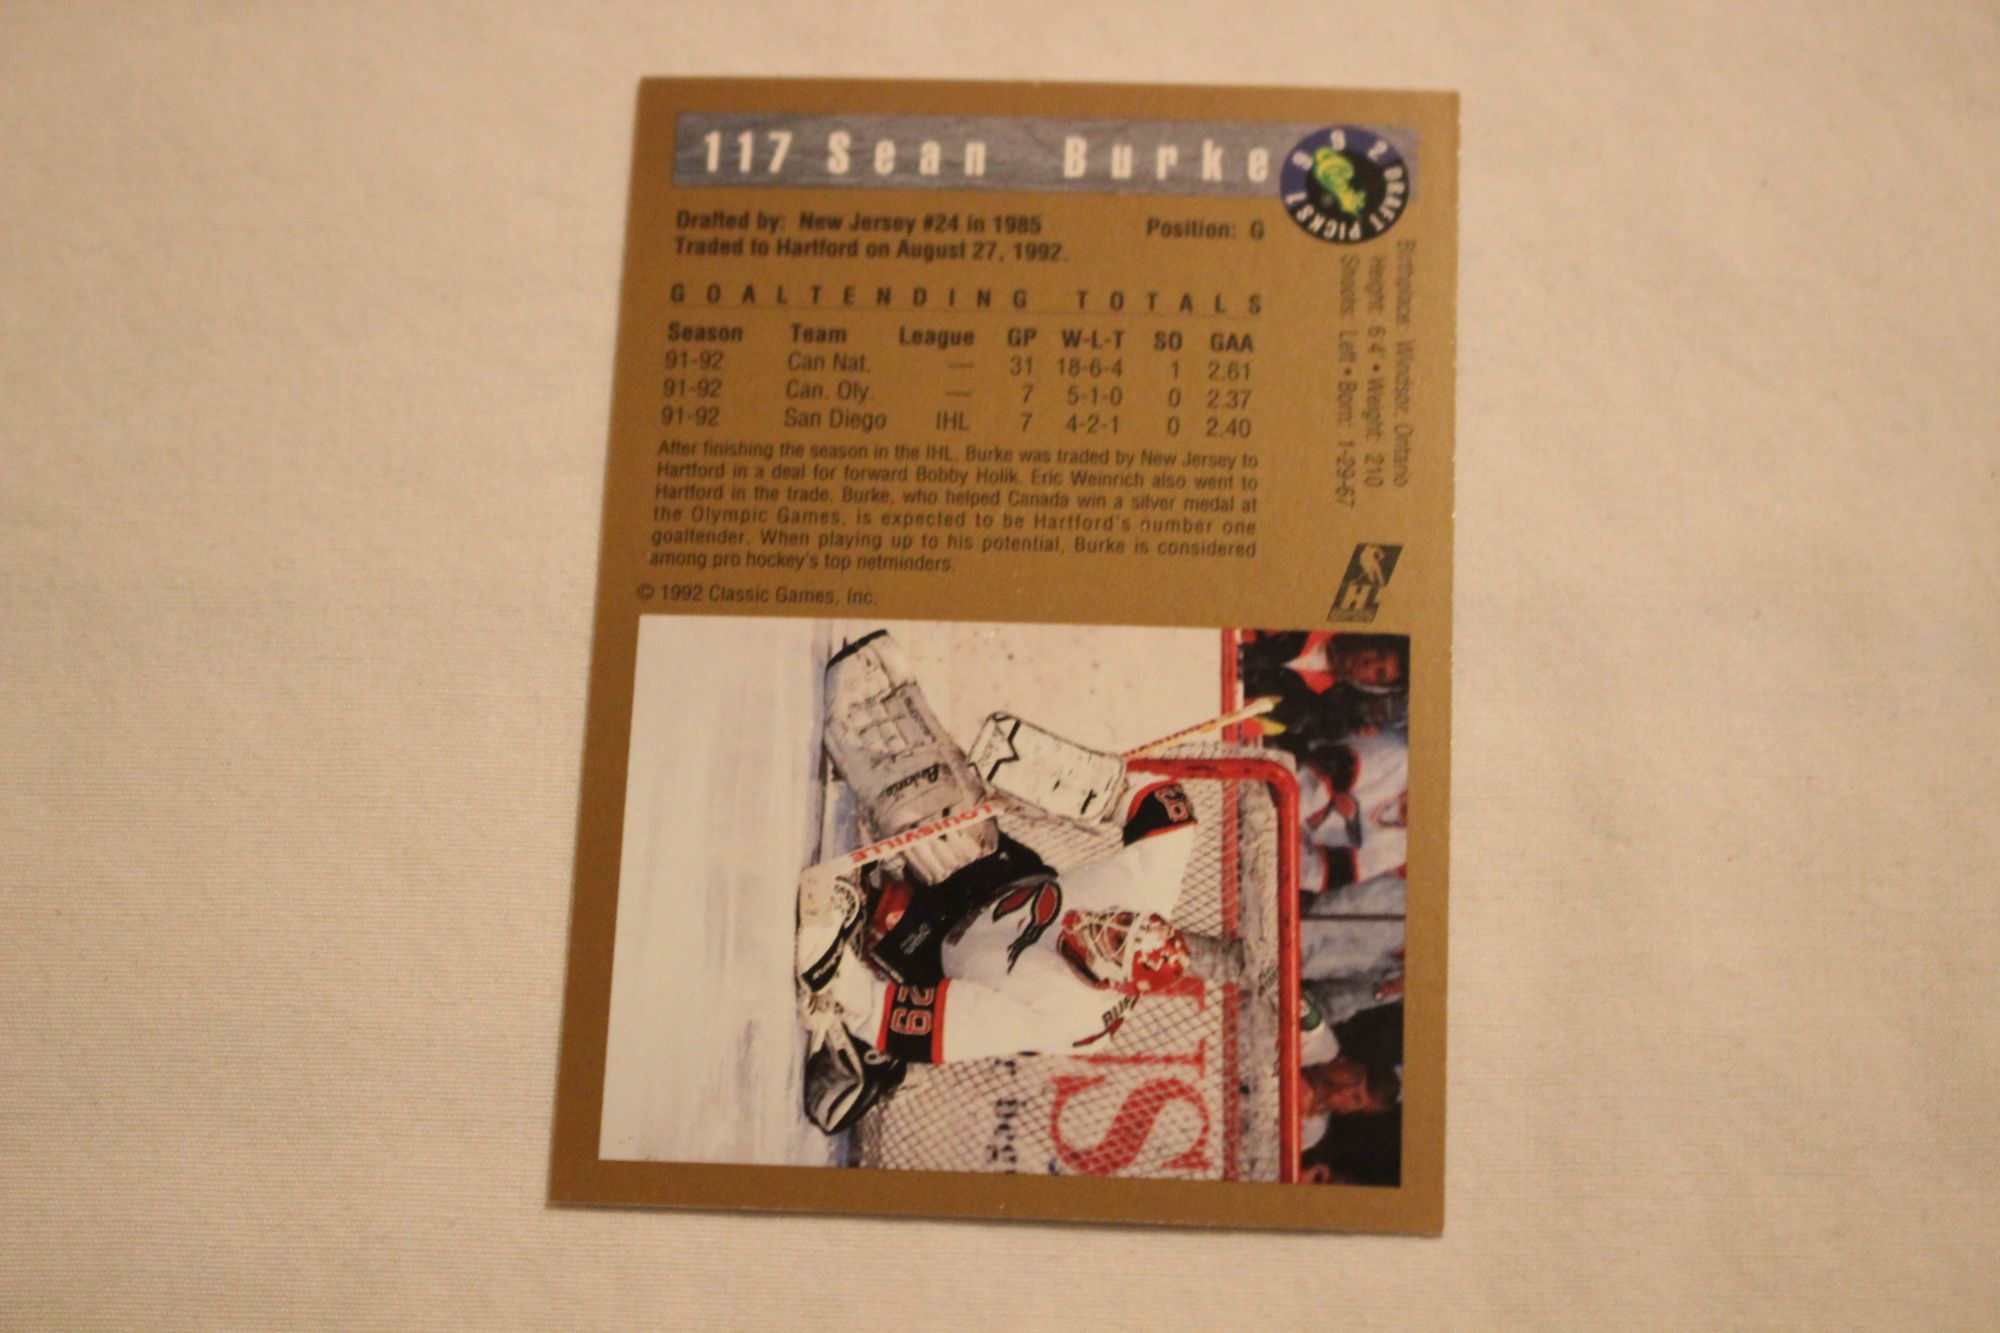 117 Sean Burke
1992 DRAFT PICKS
Drafted by: New Jersey #24 in 1985 Position: G
Traded to Hartford on August 27, 1992.
GOALTENDING TOTALS
Season Team League GP W-L-T SO GAA
91-92 Can Nat. — 31 18-6-4 1 2.61
91-92 Can. Oly. — 7 5-1-0 0 2.37
91-92 San Diego IHL 7 4-2-1 0 2.40
After finishing the season in the IHL, Burke was traded by New Jersey to
Hartford in a deal for forward Bobby Holik. Eric Weinrich also went to
Hartford in the trade. Burke, who helped Canada win a silver medal at
the Olympic Games, is expected to be Hartford's number one
goaltender. When playing up to his potential, Burke is considered
among pro hockey's top netminders.
© 1992 Classic Games, Inc.
Birthplace: Windsor, Ontario
Height: 6'4" • Weight: 210
Shoots: Left • Born: 1-29-67
LOUISVILLE
29